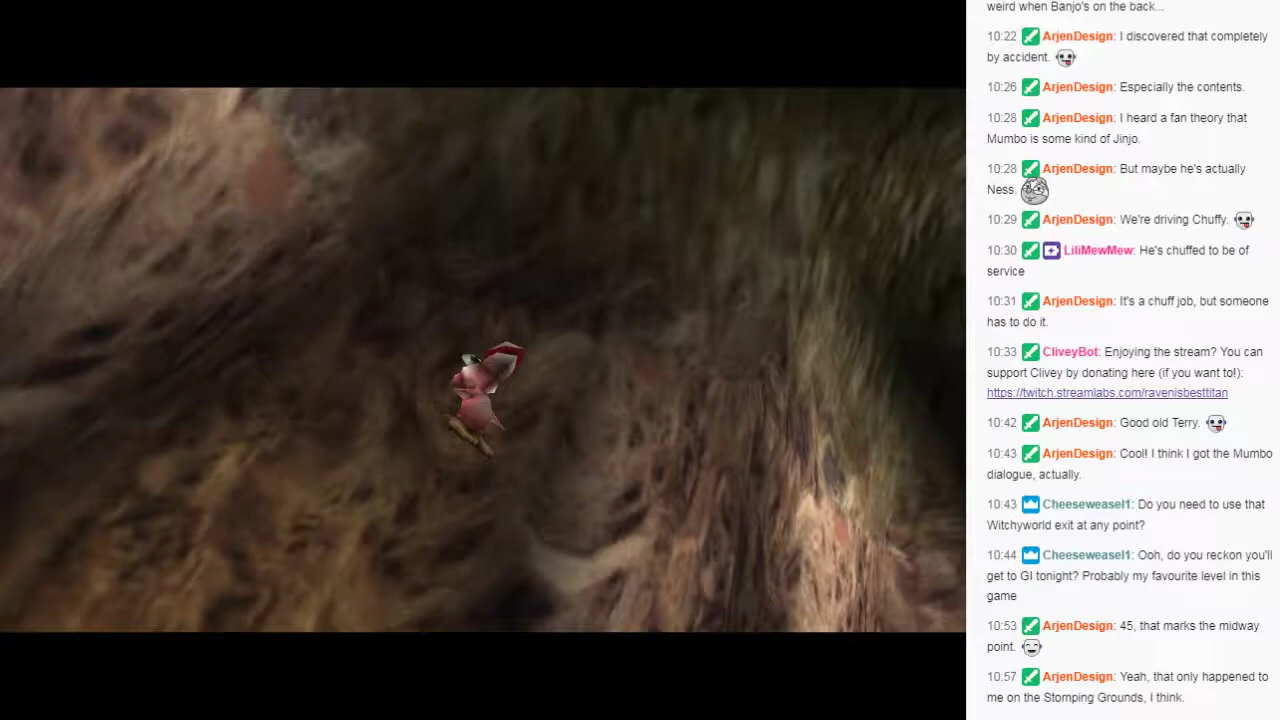 weird when Banjo's on the back...
10:22 ArjenDesign: I discovered that completely
by accident.
10:26 ArjenDesign: Especially the contents.
10:28 ArjenDesign: I heard a fan theory that
Mumbo is some kind of Jinjo.
10:28 ArjenDesign: But maybe he's actually
Ness.
10:29 ArjenDesign: We're driving Chuffy.
10:30 LiliMewMew: He's chuffed to be of
service
10:31 ArjenDesign: It's a chuff job, but someone
has to do it.
10:33 CliveyBot: Enjoying the stream? You can
support Clivey by donating here (if you want to!):
https://twitch.streamlabs.com/ravenisbesttitan
10:42 ArjenDesign: Good old Terry.
10:43 ArjenDesign: Cool! I think I got the Mumbo
dialogue, actually.
10:43 Cheeseweasel1: Do you need to use that
Witchyworld exit at any point?
10:44 Cheeseweasel1: Ooh, do you reckon you'll
get to GI tonight? Probably my favourite level in this
game
10:53 ArjenDesign: 45, that marks the midway
point.
10:57 ArjenDesign: Yeah, that only happened to
me on the Stomping Grounds, I think.